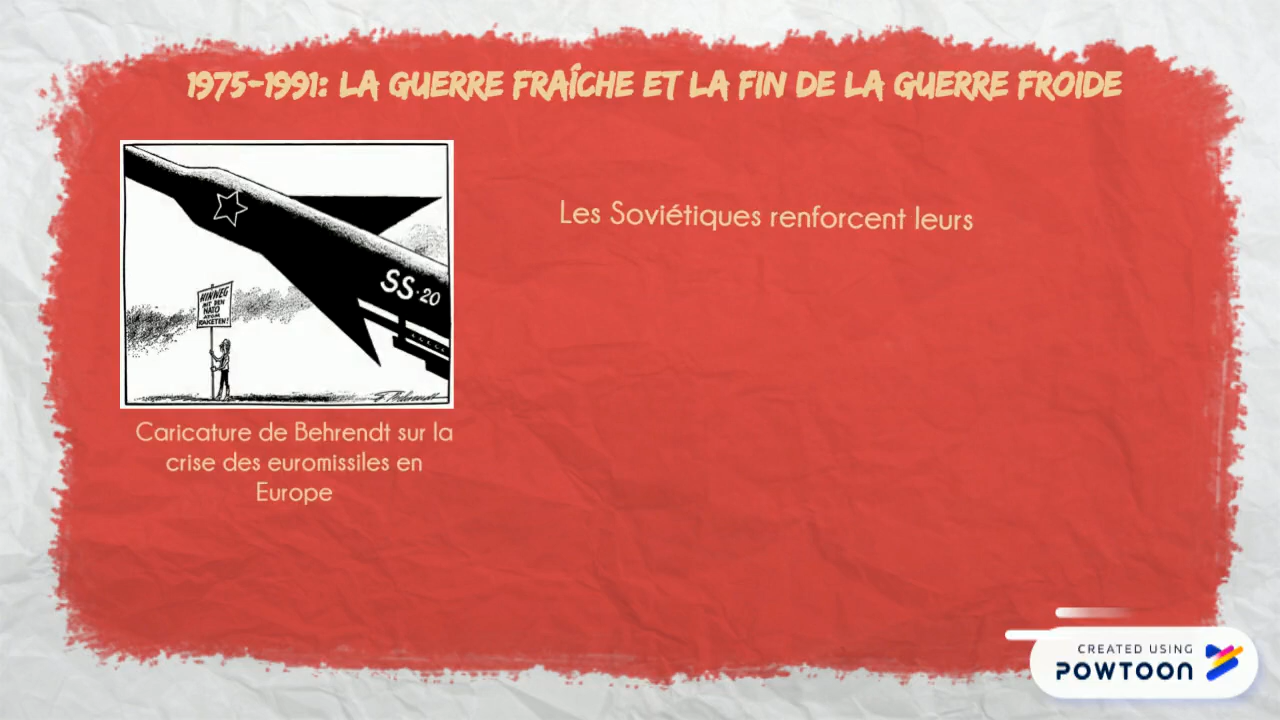 1975-1991: LA GUERRE FRAÎCHE ET LA FIN DE LA GUERRE FROIDE
SS-20
HINWEG
MIT DEN
NATO
ATOM
RAKETEN!
Les Soviétiques renforcent leurs
Caricature de Behrendt sur la
crise des euromissiles en
Europe
CREATED USING
POWTOON